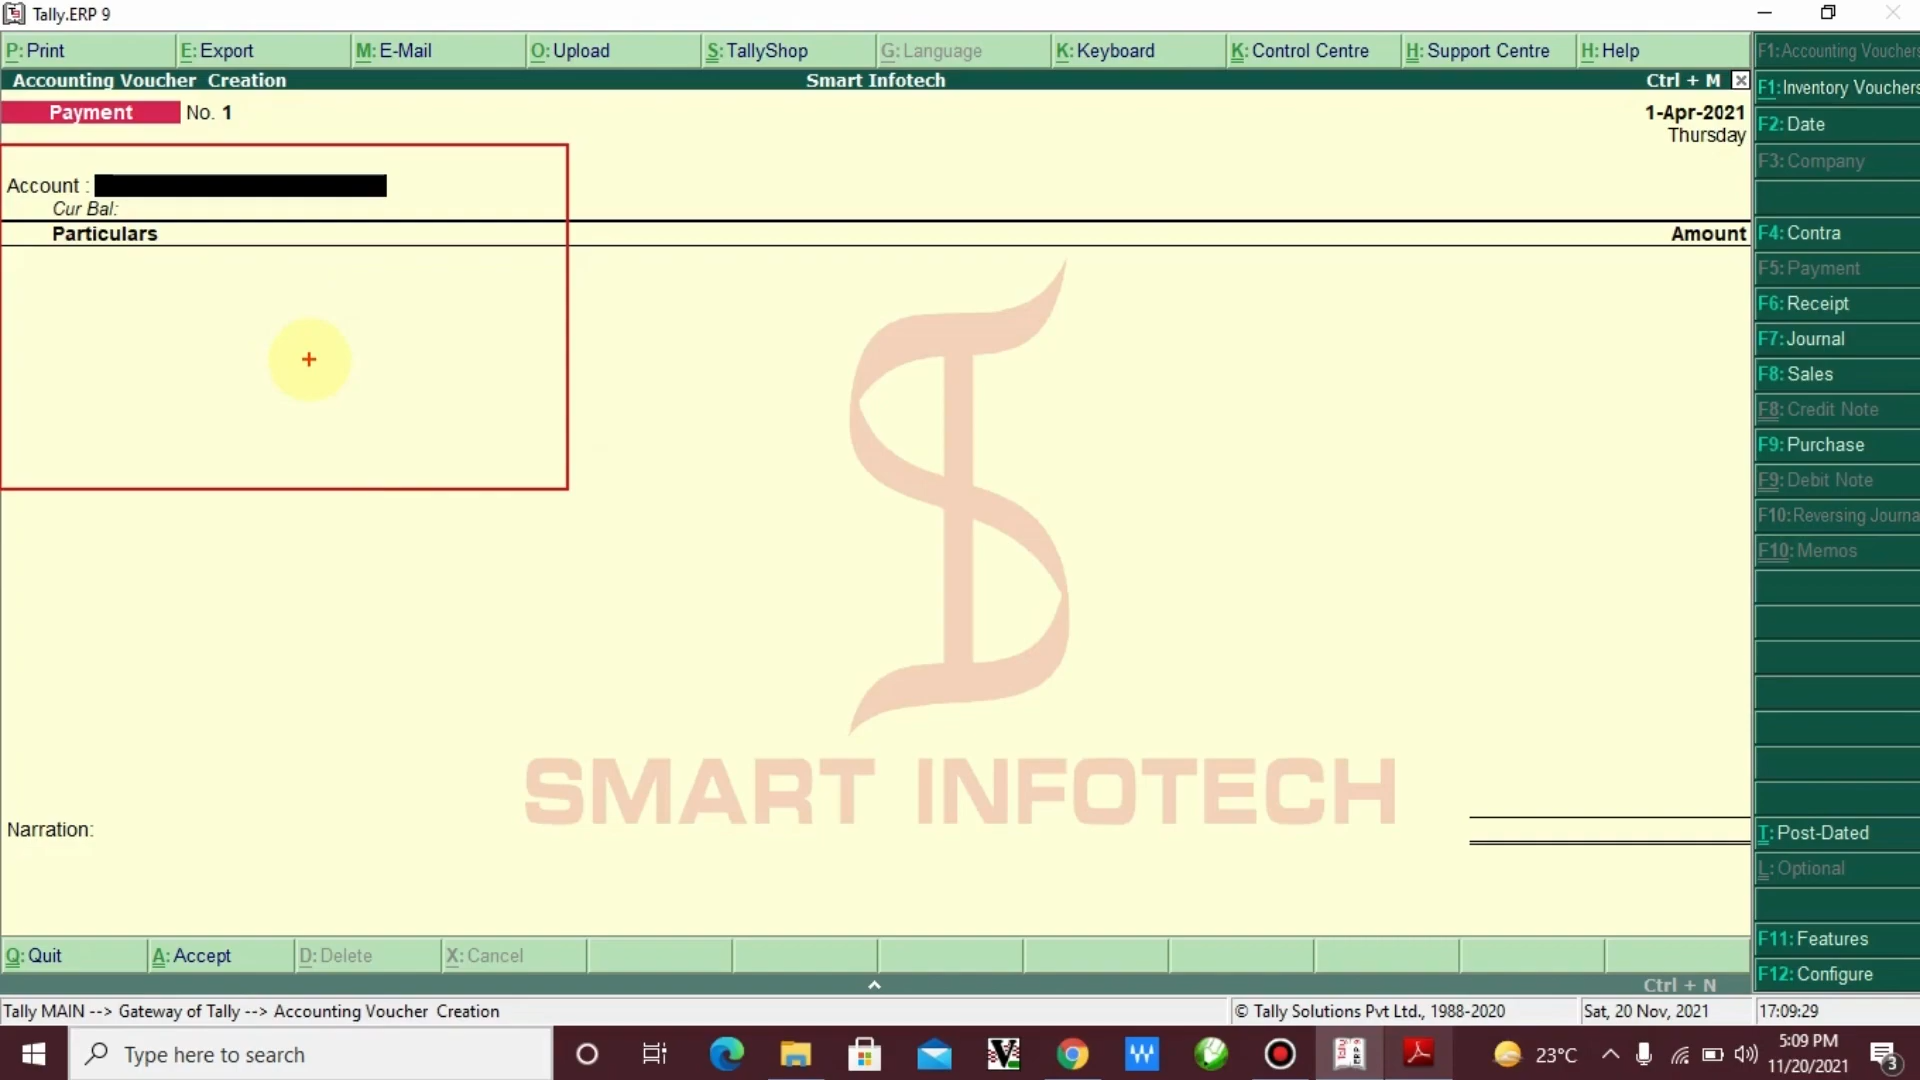 Tally.ERP 9
P: Print E: Export M: E-Mail O: Upload S: TallyShop G: Language K: Keyboard K: Control Centre H: Support Centre H: Help
Accounting Voucher Creation Smart Infotech Ctrl + M
Payment No. 1 1-Apr-2021
Thursday
Account :
Cur Bal:
Particulars Amount
SMART INFOTECH
Narration:
F1: Accounting Vouchers
F1: Inventory Vouchers
F2: Date
F3: Company
F4: Contra
F5: Payment
F6: Receipt
F7: Journal
F8: Sales
F8: Credit Note
F9: Purchase
F9: Debit Note
F10: Reversing Journa
F10: Memos
T: Post-Dated
L: Optional
F11: Features
F12: Configure
Q: Quit A: Accept D: Delete X: Cancel
Ctrl + N
Tally MAIN --> Gateway of Tally --> Accounting Voucher Creation © Tally Solutions Pvt Ltd., 1988-2020 Sat, 20 Nov, 2021 17:09:29
Type here to search 23°C 5:09 PM
11/20/2021 3